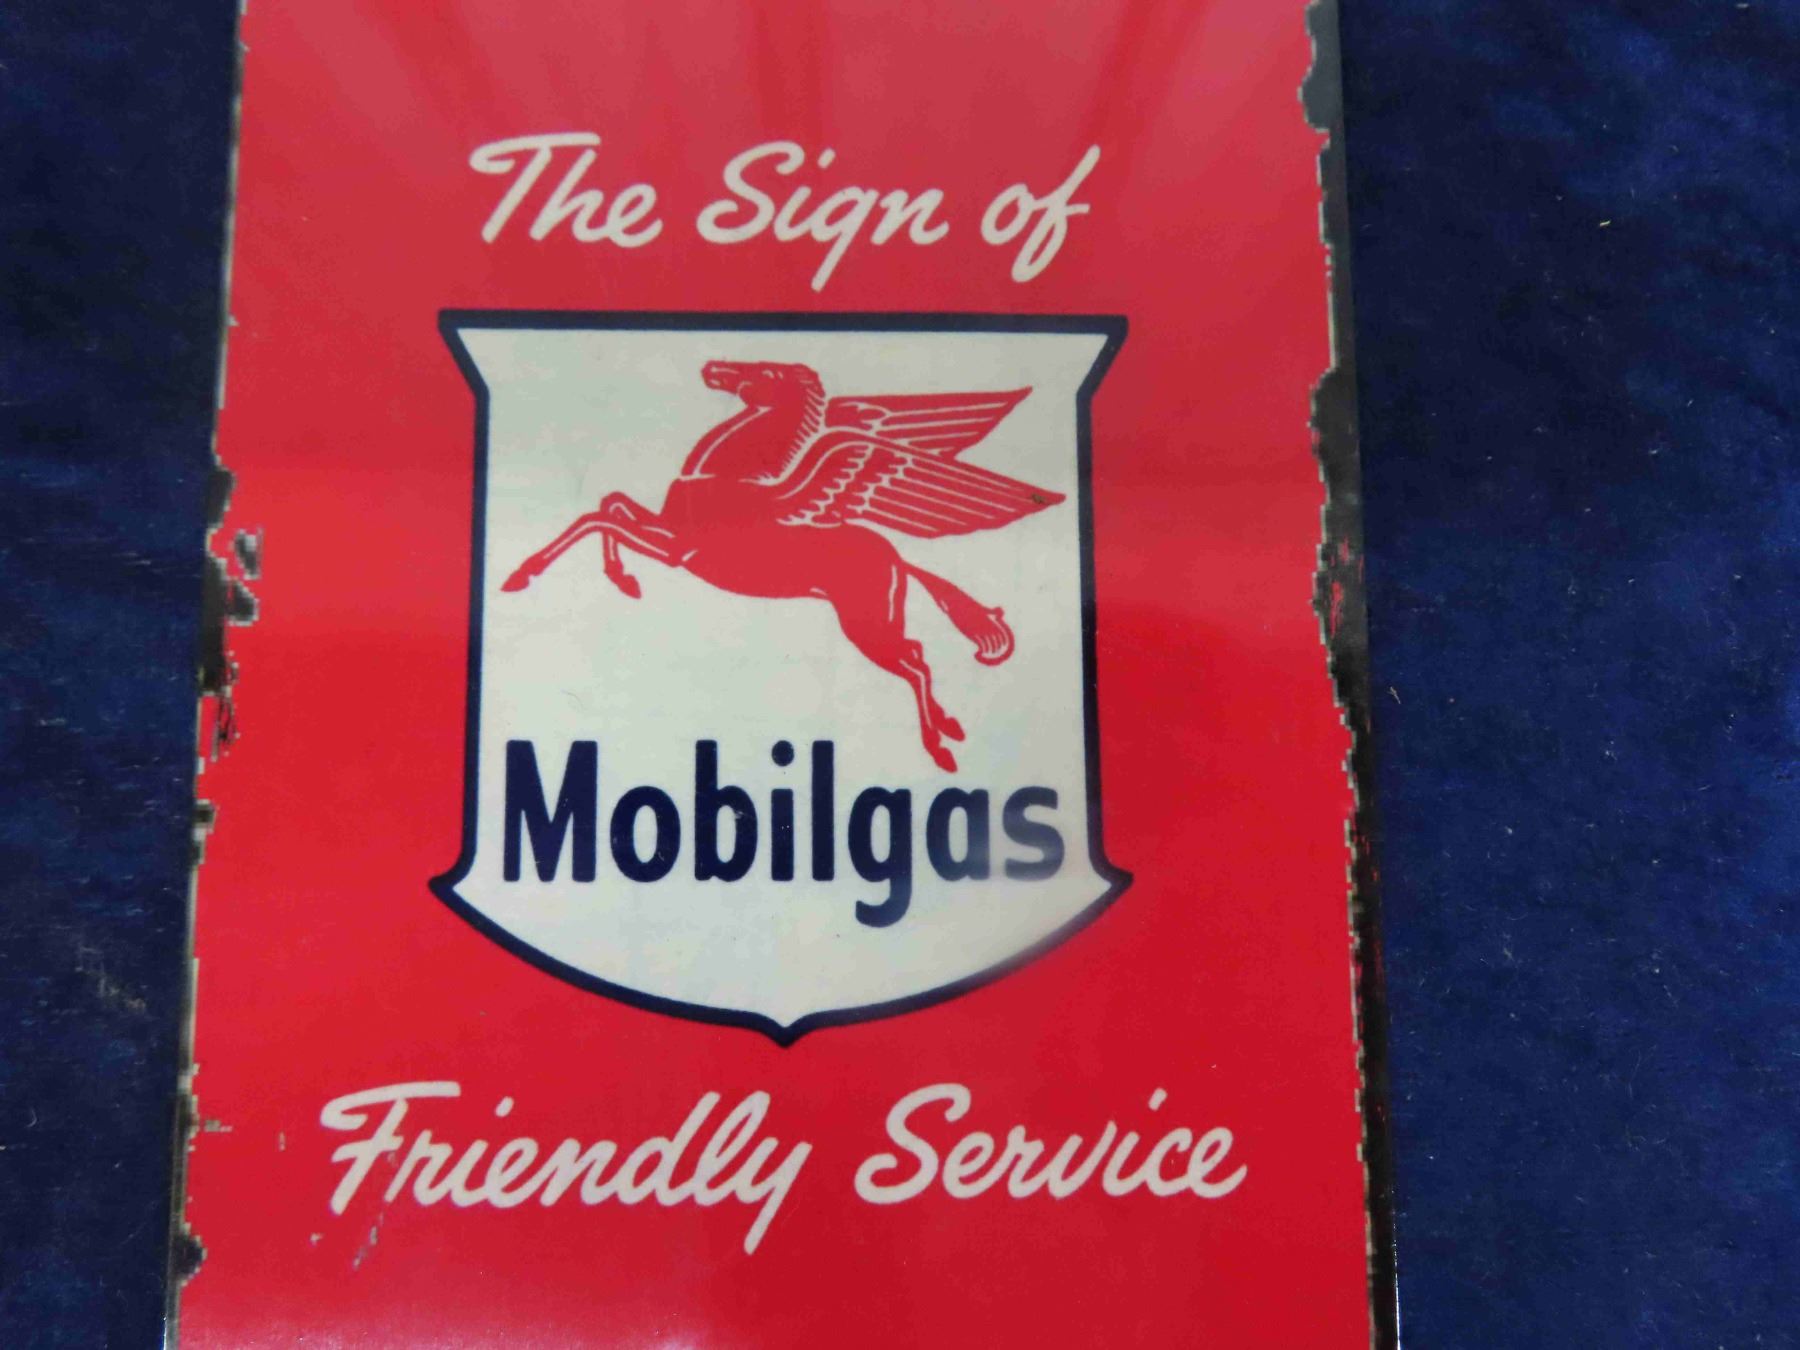 The Sign of
Mobilgas
Friendly Service